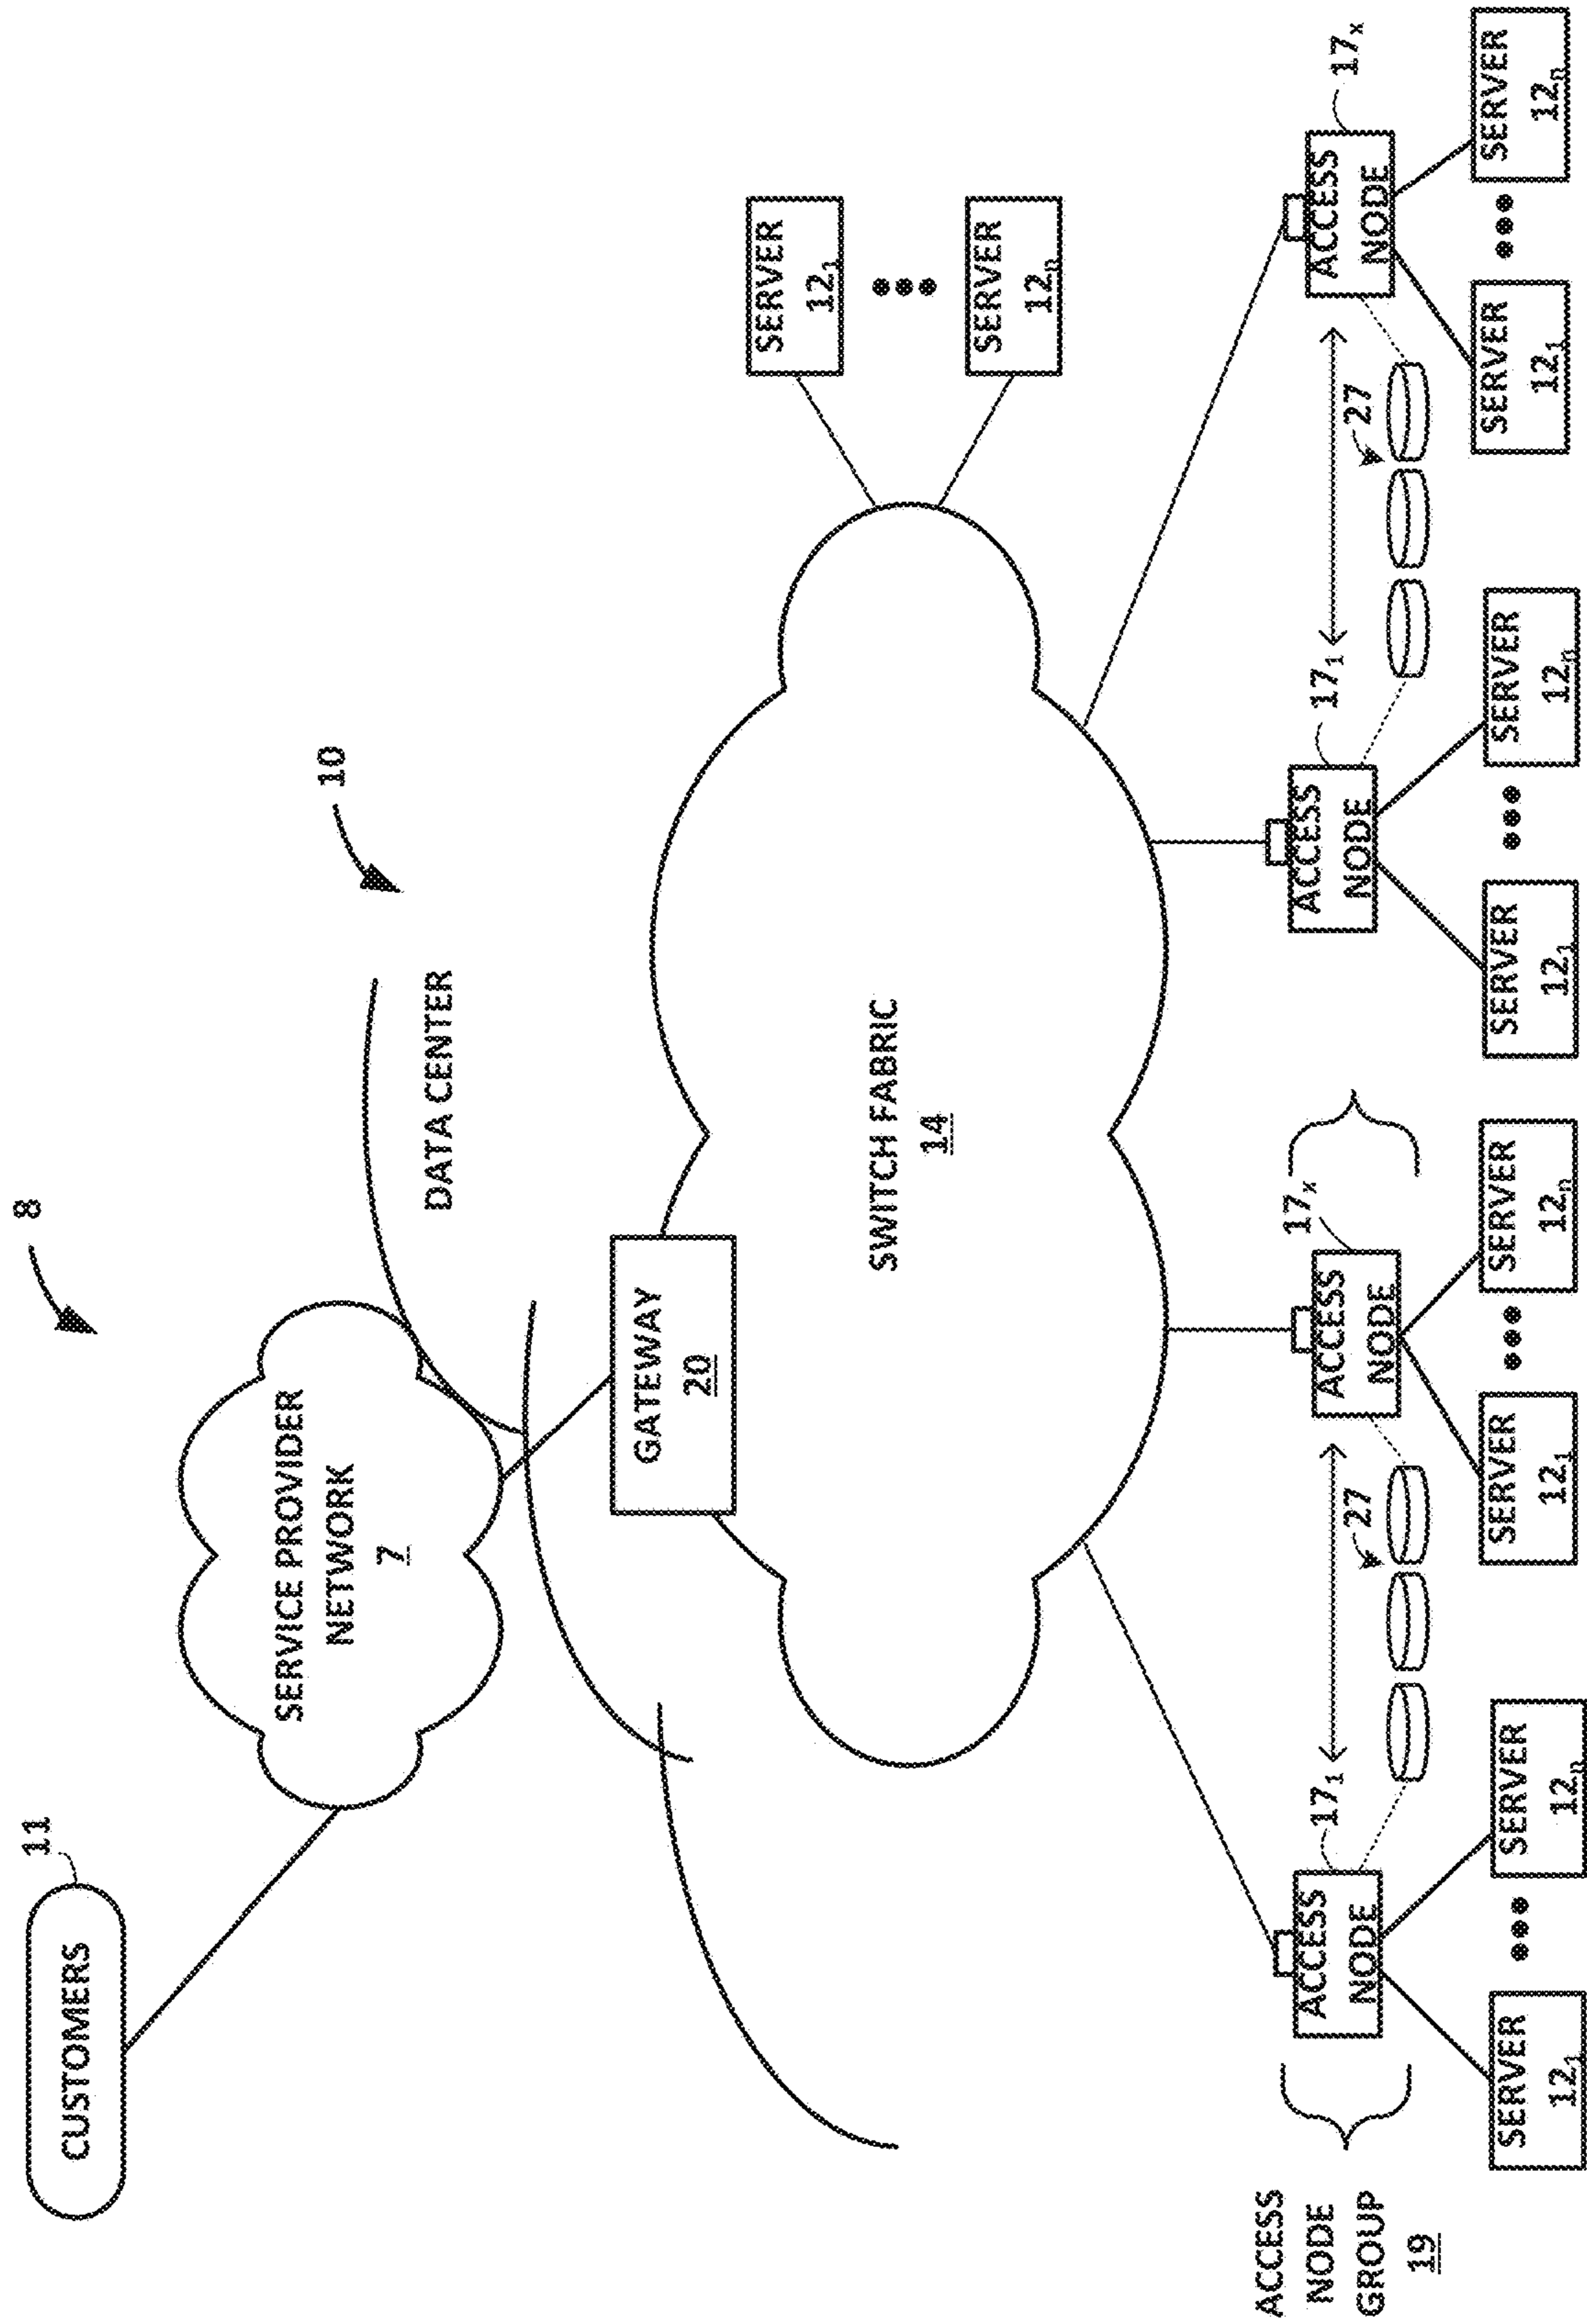 8
CUSTOMERS
11
SERVICE PROVIDER
NETWORK
7
10
DATA CENTER
GATEWAY
20
SWITCH FABRIC
14
SERVER
12₁
SERVER
12ₙ
ACCESS
NODE
GROUP
19
ACCESS
NODE
17₁
27
ACCESS
NODE
17ₓ
ACCESS
NODE
17₁
27
ACCESS
NODE
17ₓ
SERVER
12₁
SERVER
12ₙ
SERVER
12₁
SERVER
12ₙ
SERVER
12₁
SERVER
12ₙ
SERVER
12₁
SERVER
12ₙ